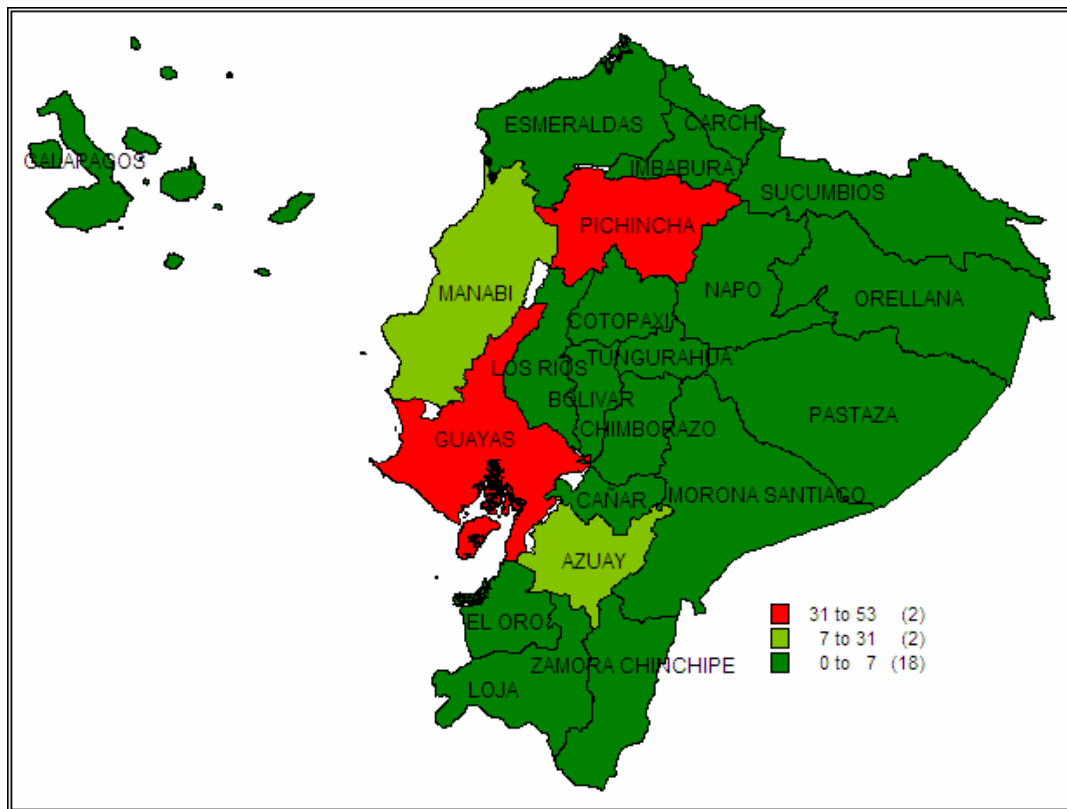 ESMERALDAS
CARCHI
GALAPAGOS
IMBABURA
SUCUMBIOS
PICHINCHA
MANABI
NAPO
ORELLANA
COTOPAXI
TUNGURAHUA
LOS RIOS
BOLIVAR
PASTAZA
CHIMBORAZO
GUAYAS
CAÑAR
MORONA SANTIAGO
AZUAY
31 to 53 (2)
EL ORO
7 to 31 (2)
ZAMORA CHINCHIPE
0 to 7 (18)
LOJA